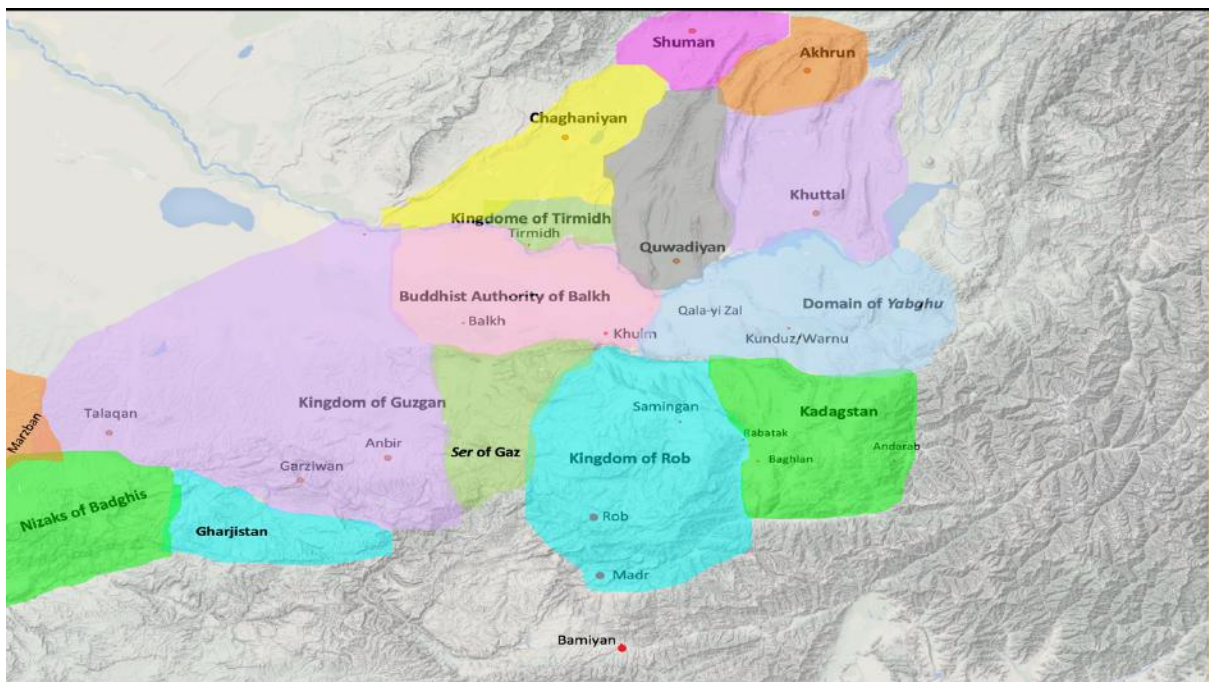 Shuman
Akhrun
Chaghaniyan
Khuttal
Kingdome of Tirmidh
Tirmidh
Quwadiyan
Buddhist Authority of Balkh
Balkh
Khulm
Qala-yi Zal
Domain of Yabghu
Kunduz/Warnu
Marzban
Talaqan
Kingdom of Guzgan
Anbir
Garziwan
Ser of Gaz
Samingan
Kingdom of Rob
Rob
Madr
Kadagstan
Rabatak
Baghlan
Andarab
Nizaks of Badghis
Gharjistan
Bamiyan